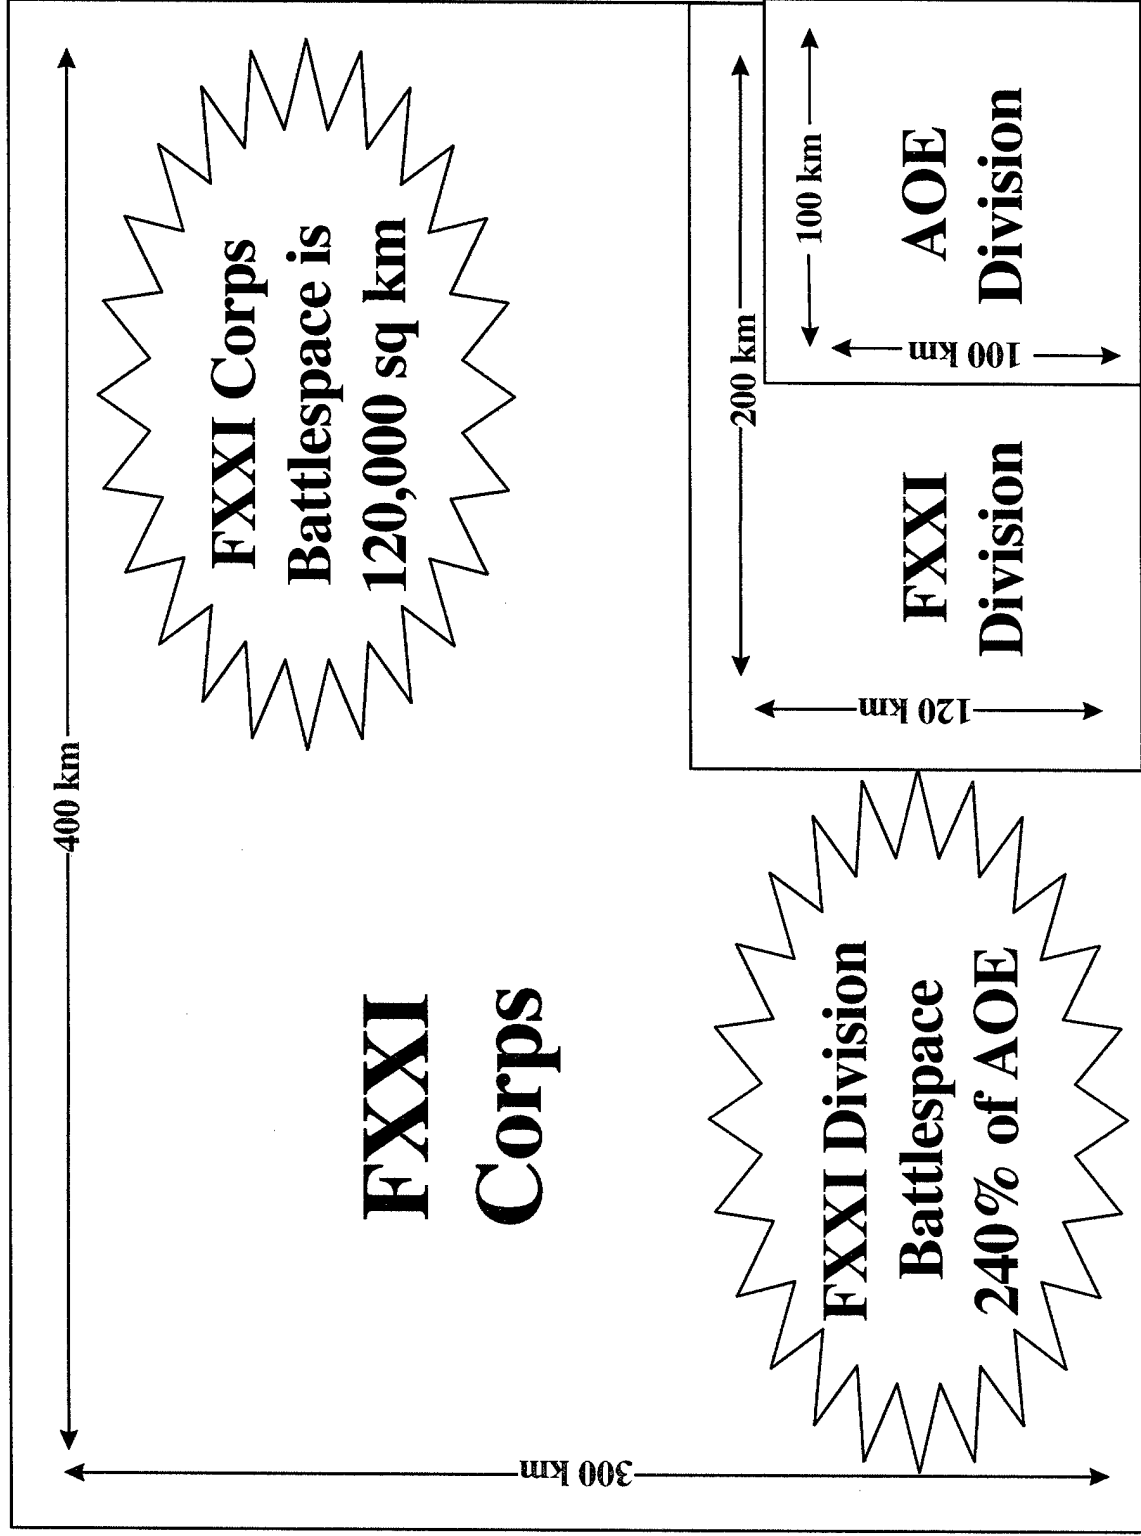 400 km
FXXI Corps
Battlespace is
120,000 sq km
FXXI
Corps
300 km
FXXI Division
Battlespace
240% of AOE
200 km
120 km
FXXI
Division
100 km
100 km
AOE
Division